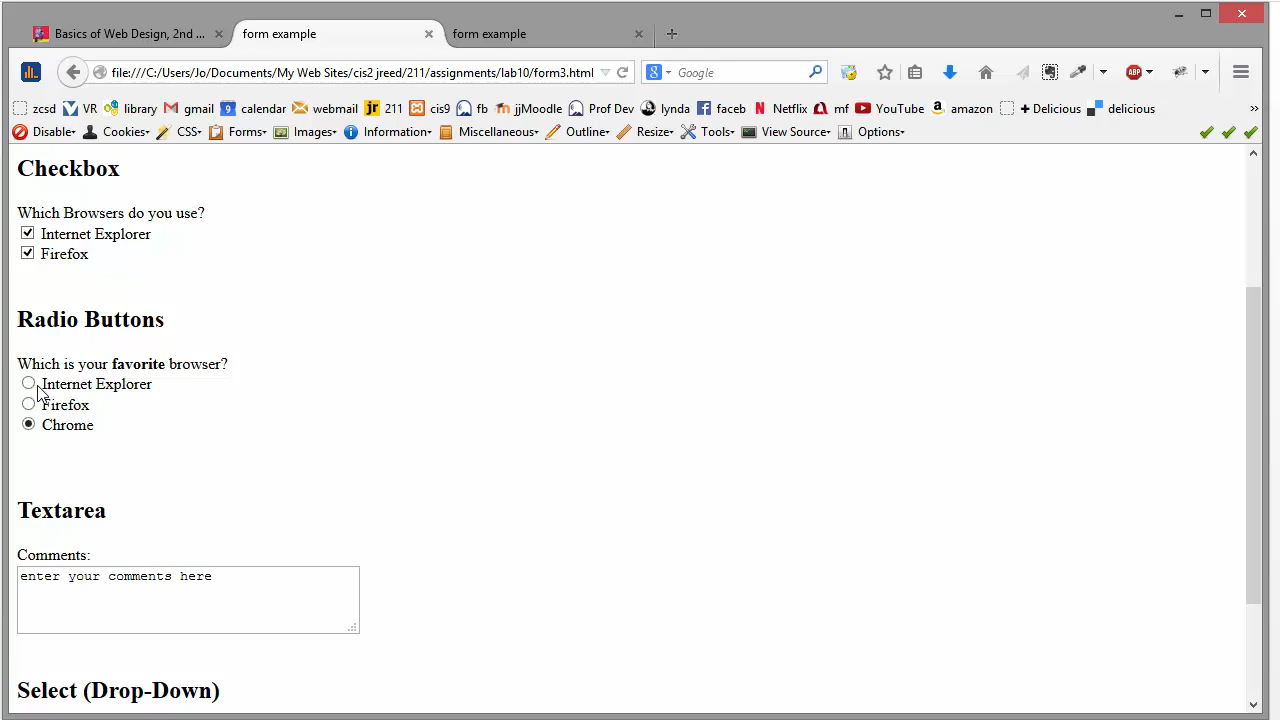 Basics of Web Design, 2nd ...
form example
form example
file:///C:/Users/Jo/Documents/My Web Sites/cis2 jreed/211/assignments/lab10/form3.html
Google
zcsd VR library gmail calendar webmail 211 cis9 fb jjMoodle Prof Dev lynda faceb Netflix mf YouTube amazon + Delicious delicious
Disable Cookies CSS Forms Images Information Miscellaneous Outline Resize Tools View Source Options
Checkbox
Which Browsers do you use?
Internet Explorer
Firefox
Radio Buttons
Which is your favorite browser?
Internet Explorer
Firefox
Chrome
Textarea
Comments:
enter your comments here
Select (Drop-Down)